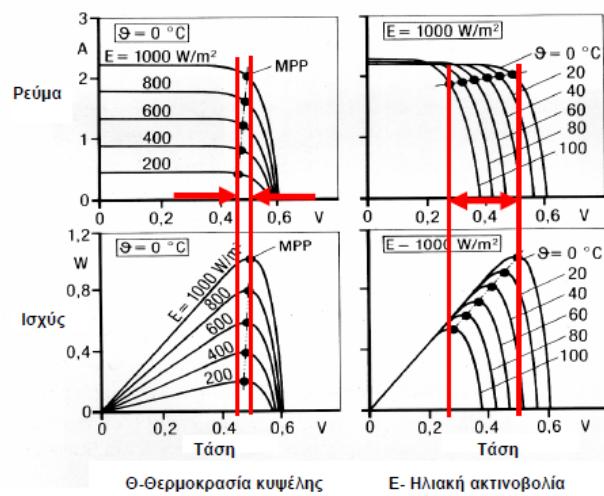 3
A
2
1
0
ϑ = 0 °C
E = 1000 W/m²
800
600
400
200
MPP
0
0,2
0,4
0,6
V
Ρεύμα
E = 1000 W/m²
ϑ = 0 °C
20
40
60
80
100
0
0,2
0,4
0,6
V
1,2
W
0,8
0,4
0
ϑ = 0 °C
E = 1000 W/m²
800
600
400
200
MPP
0
0,2
0,4
0,6
V
Ισχύς
E – 1000 W/m²
ϑ = 0 °C
20
40
60
80
100
0
0,2
0,4
0,6
V
Τάση
Τάση
Θ-Θερμοκρασία κυψέλης
Ε- Ηλιακή ακτινοβολία